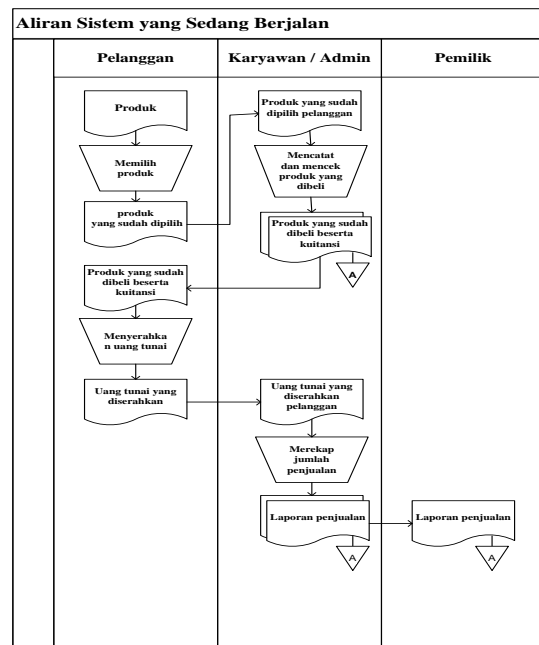 Aliran Sistem yang Sedang Berjalan
Pelanggan
Karyawan / Admin
Pemilik
Produk
Memilih
produk
produk
yang sudah dipilih
Produk yang sudah
dipilih pelanggan
Mencatat
dan mencek
produk yang
dibeli
Produk yang sudah
dibeli beserta
kuitansi
A
Produk yang sudah
dibeli beserta
kuitansi
Menyerahka
n uang tunai
Uang tunai yang
diserahkan
Uang tunai yang
diserahkan
pelanggan
Merekap
jumlah
penjualan
Laporan penjualan
A
Laporan penjualan
A